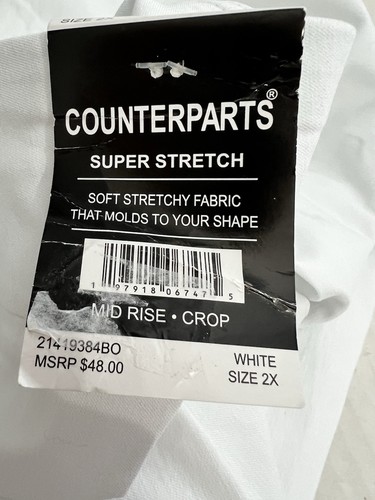 COUNTERPARTS®
SUPER STRETCH
SOFT STRETCHY FABRIC
THAT MOLDS TO YOUR SHAPE
1 97918 06747 5
MID RISE • CROP
21419384BO
MSRP $48.00
WHITE
SIZE 2X